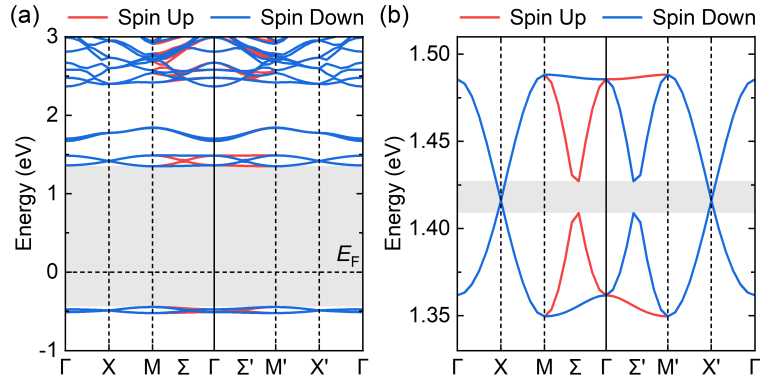 (a) Spin Up Spin Down
3
2
1
0
-1
Energy (eV)
E_F
Γ X M Σ Γ Σ' M' X' Γ
(b) Spin Up Spin Down
1.50
1.45
1.40
1.35
Energy (eV)
Γ X M Σ Γ Σ' M' X' Γ